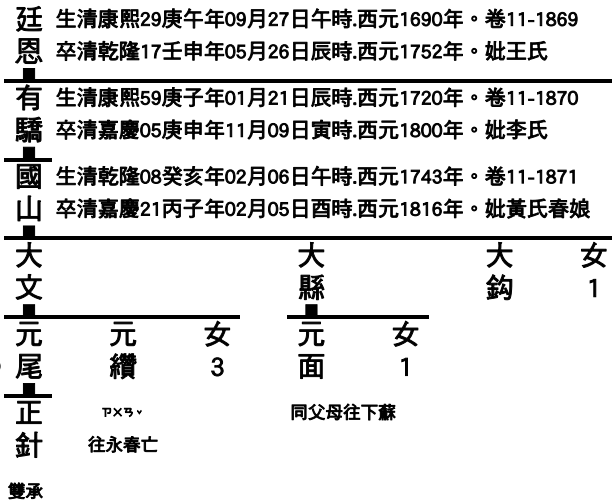 廷恩
生清康熙29庚午年09月27日午時.西元1690年。卷11-1869
卒清乾隆17壬申年05月26日辰時.西元1752年。妣王氏
有驕
生清康熙59庚子年01月21日辰時.西元1720年。卷11-1870
卒清嘉慶05庚申年11月09日寅時.西元1800年。妣李氏
國山
生清乾隆08癸亥年02月06日午時.西元1743年。卷11-1871
卒清嘉慶21丙子年02月05日酉時.西元1816年。妣黃氏春娘
大文
大縣
大鈎
女1
元尾
元纘
女3
元面
女1
正針
ㄗㄨㄢˇ
同父母往下蘇
往永春亡
雙承